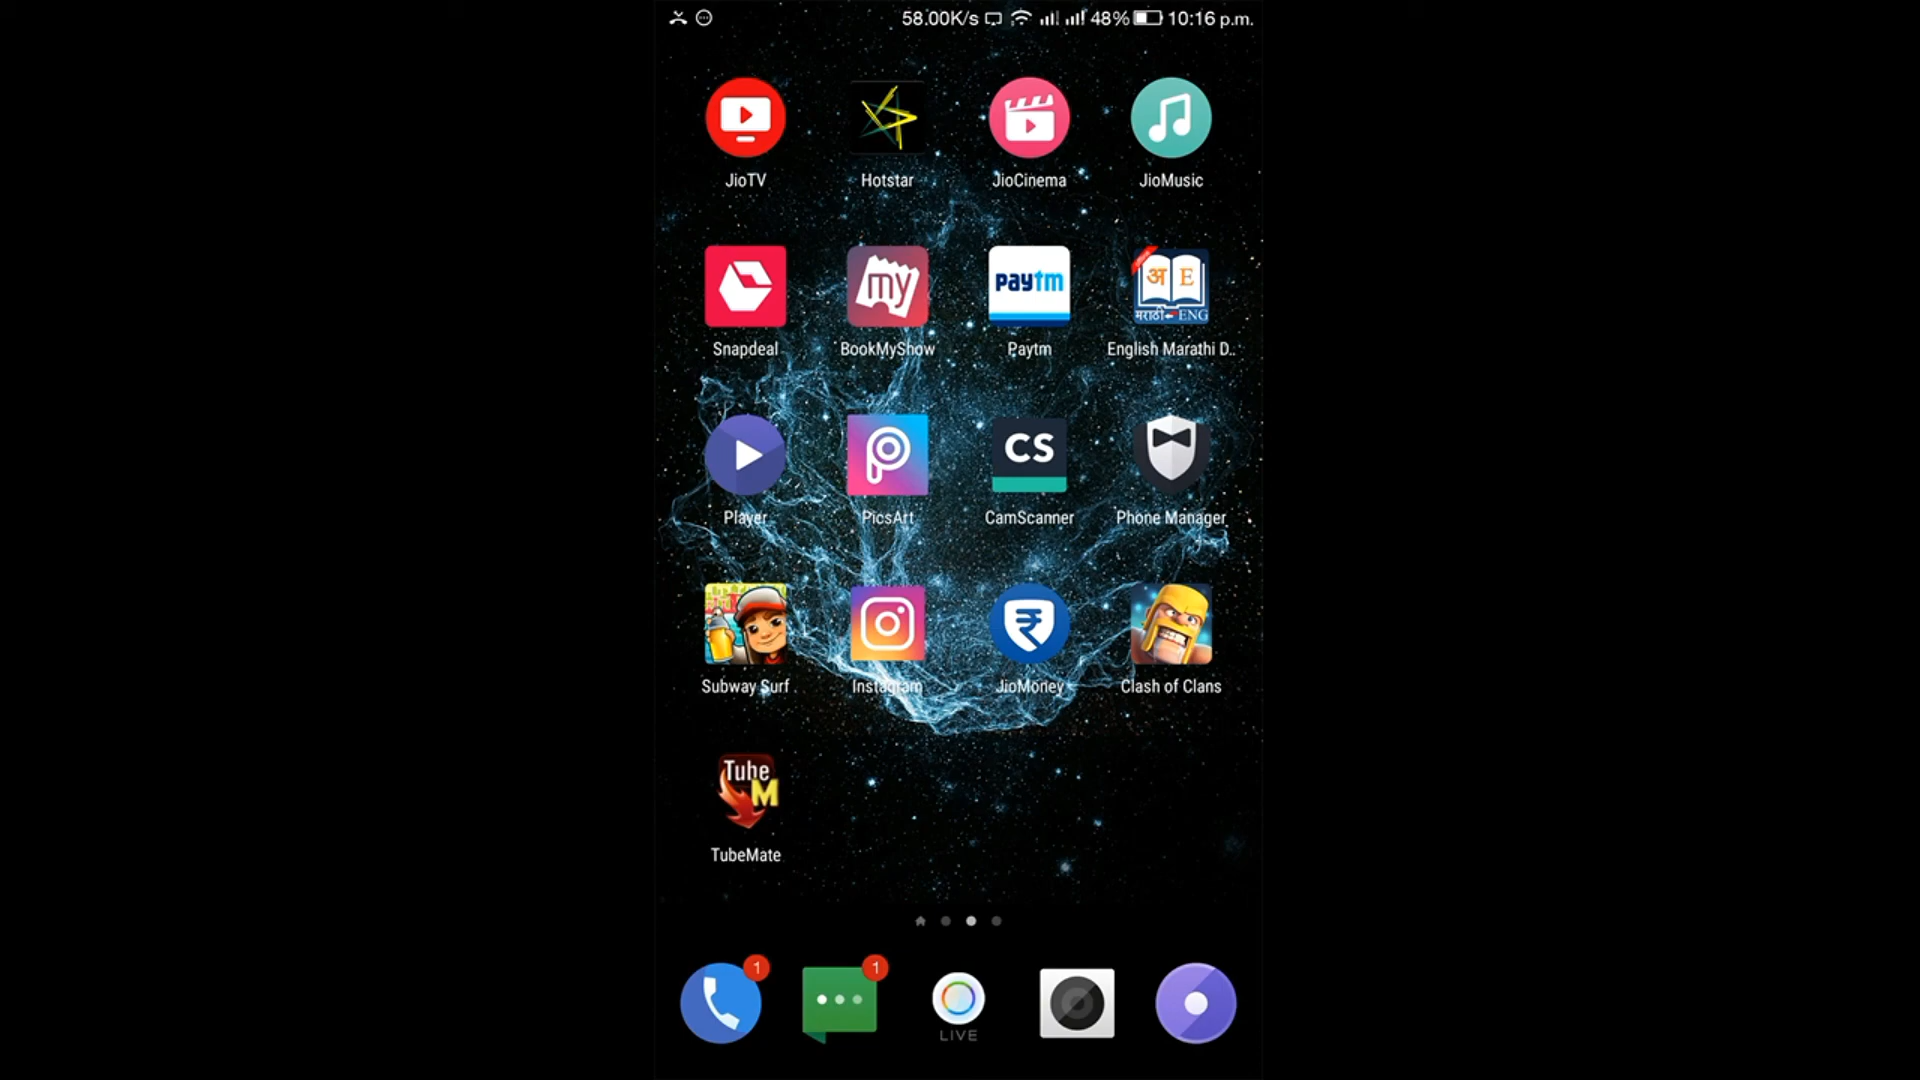 58.00K/s 48% 10:16 p.m.
JioTV Hotstar JioCinema JioMusic
my paytm अ E
मराठी ENG
Snapdeal BookMyShow Paytm English Marathi D..
CS
Player PicsArt CamScanner Phone Manager
₹
Subway Surf Instagram JioMoney Clash of Clans
Tube
M
TubeMate
1 1
LIVE